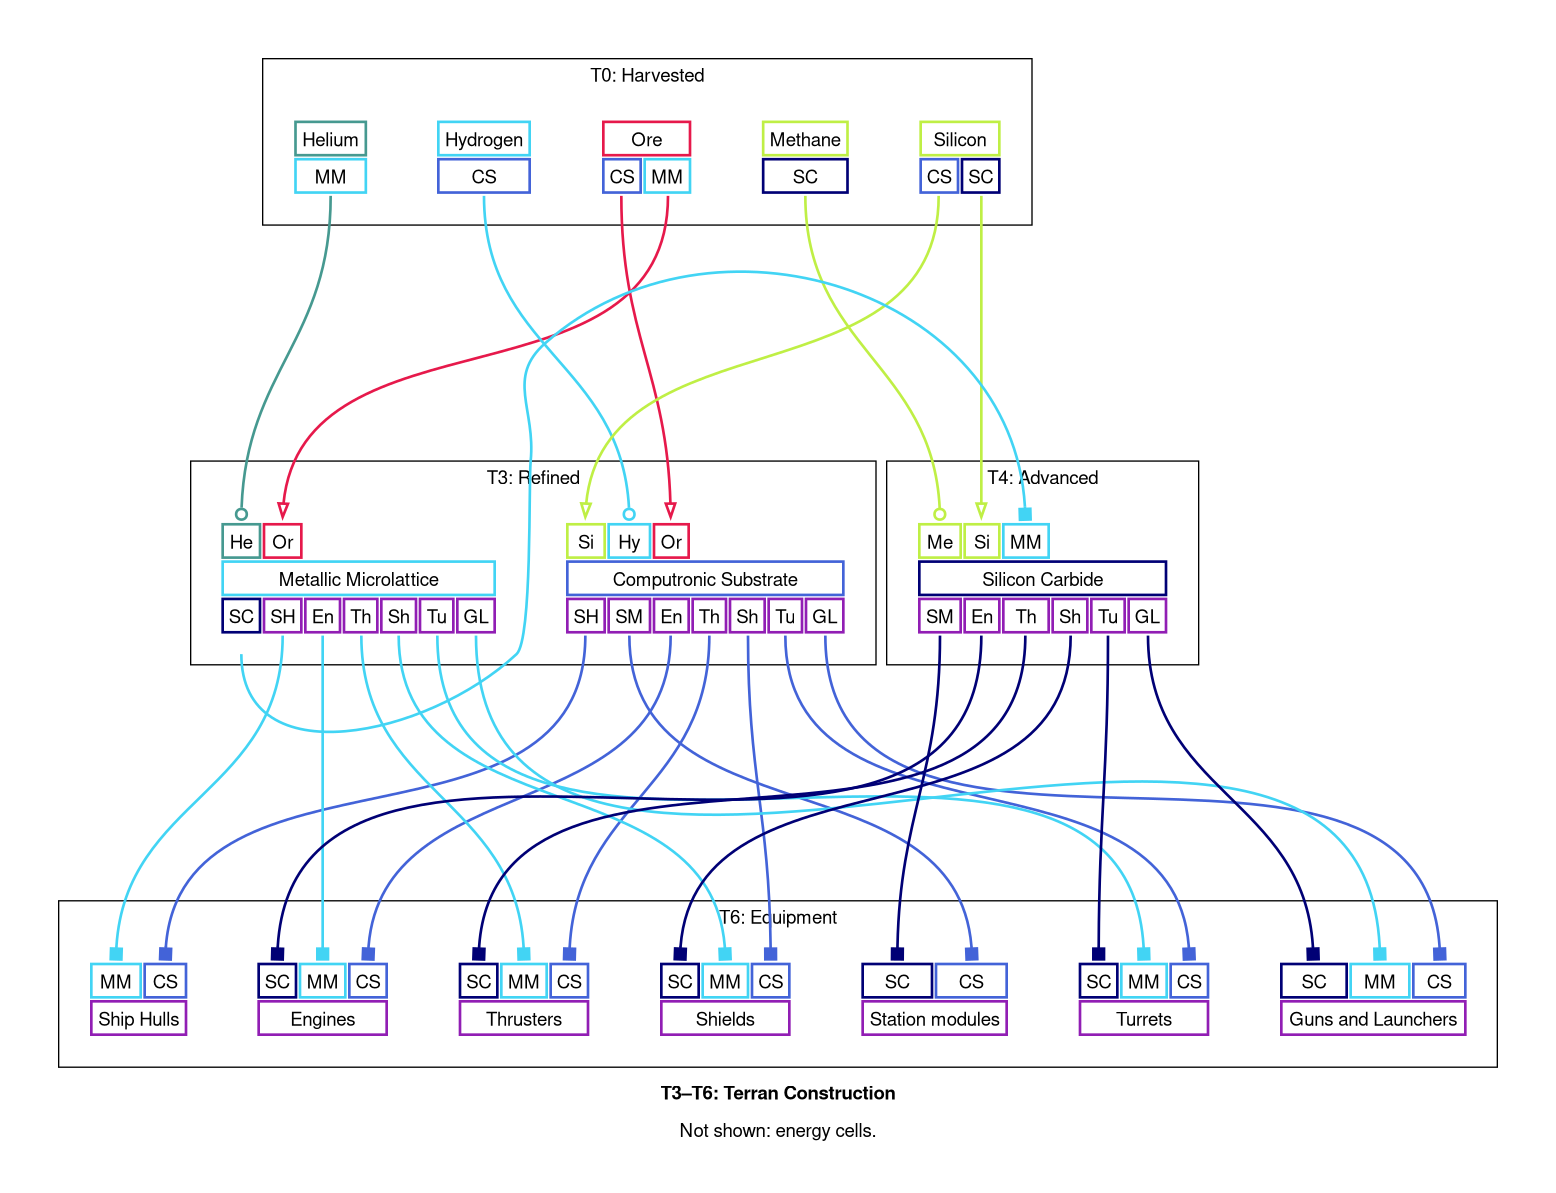 T0: Harvested
Helium Hydrogen Ore Methane Silicon
MM CS CS MM SC CS SC
T3: Refined T4: Advanced
He Or Si Hy Or Me Si MM
Metallic Microlattice Computronic Substrate Silicon Carbide
SC SH En Th Sh Tu GL SH SM En Th Sh Tu GL SM En Th Sh Tu GL
T6: Equipment
MM CS SC MM CS SC MM CS SC MM CS SC CS SC MM CS SC MM CS
Ship Hulls Engines Thrusters Shields Station modules Turrets Guns and Launchers
T3–T6: Terran Construction
Not shown: energy cells.